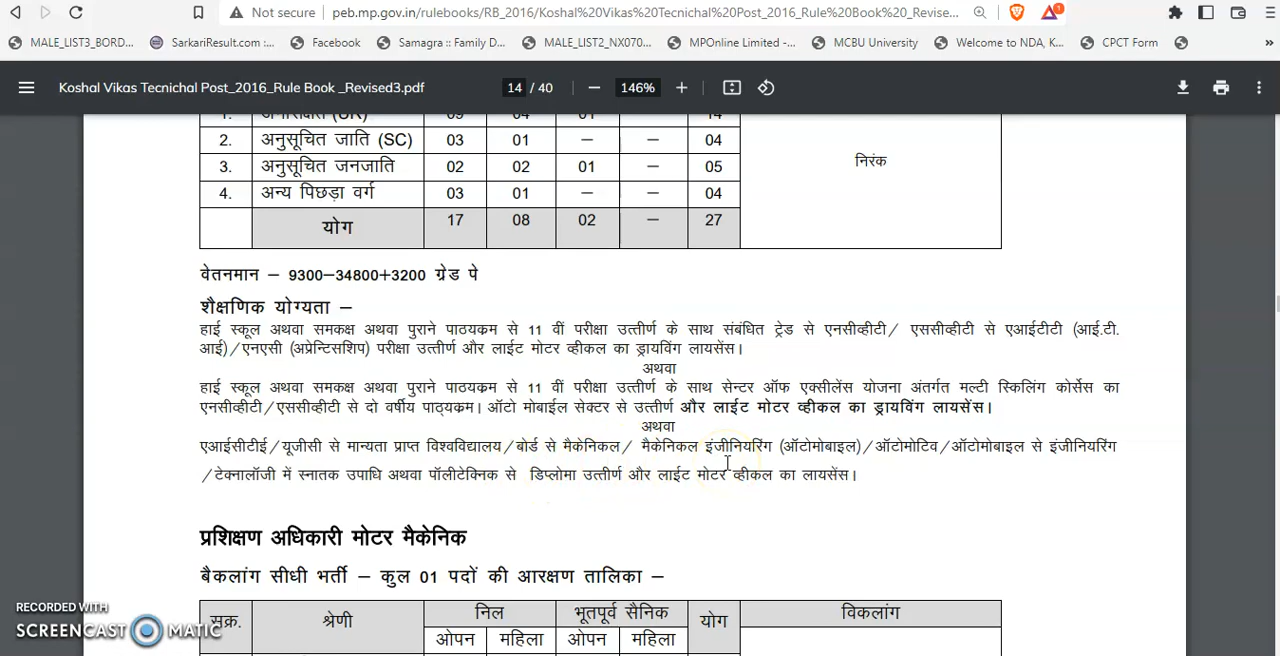 Not secure | peb.mp.gov.in/rulebooks/RB_2016/Koshal%20Vikas%20Tecnichal%20Post_2016_Rule%20Book%20_Revise...
MALE_LIST3_BORD... SarkariResult.com :... Facebook Samagra :: Family D... MALE_LIST2_NX070... MPOnline Limited -... MCBU University Welcome to NDA, K... CPCT Form »
Koshal Vikas Tecnichal Post_2016_Rule Book _Revised3.pdf 14 / 40 — 146% +
2. अनुसूचित जाति (SC) 03 01 – – 04
3. अनुसूचित जनजाति 02 02 01 – 05 निरंक
4. अन्य पिछड़ा वर्ग 03 01 – – 04
योग 17 08 02 – 27
वेतनमान – 9300–34800+3200 ग्रेड पे
शैक्षणिक योग्यता –
हाई स्कूल अथवा समकक्ष अथवा पुराने पाठयक्रम से 11 वीं परीक्षा उत्तीर्ण के साथ संबंधित ट्रेड से एनसीव्हीटी/ एससीव्हीटी से एआईटीटी (आई.टी.
आई)/एनएसी (अप्रेन्टिसशिप) परीक्षा उत्तीर्ण और लाईट मोटर व्हीकल का ड्रायविंग लायसेंस।
अथवा
हाई स्कूल अथवा समकक्ष अथवा पुराने पाठयक्रम से 11 वीं परीक्षा उत्तीर्ण के साथ सेन्टर ऑफ एक्सीलेंस योजना अंतर्गत मल्टी स्किलिंग कोर्सेस का
एनसीव्हीटी/एससीव्हीटी से दो वर्षीय पाठ्यक्रम। ऑटो मोबाईल सेक्टर से उत्तीर्ण और लाईट मोटर व्हीकल का ड्रायविंग लायसेंस।
अथवा
एआईसीटीई/यूजीसी से मान्यता प्राप्त विश्वविद्यालय/बोर्ड से मैकेनिकल/ मैकेनिकल इंजीनियरिंग (ऑटोमोबाइल)/ऑटोमोटिव/ऑटोमोबाइल से इंजीनियरिंग
/टेक्नालॉजी में स्नातक उपाधि अथवा पॉलीटेक्निक से डिप्लोमा उत्तीर्ण और लाईट मोटर व्हीकल का लायसेंस।
प्रशिक्षण अधिकारी मोटर मैकेनिक
बैकलांग सीधी भर्ती – कुल 01 पदों की आरक्षण तालिका –
सक्र. श्रेणी निल भूतपूर्व सैनिक योग विकलांग
ओपन महिला ओपन महिला
RECORDED WITH
SCREENCAST MATIC